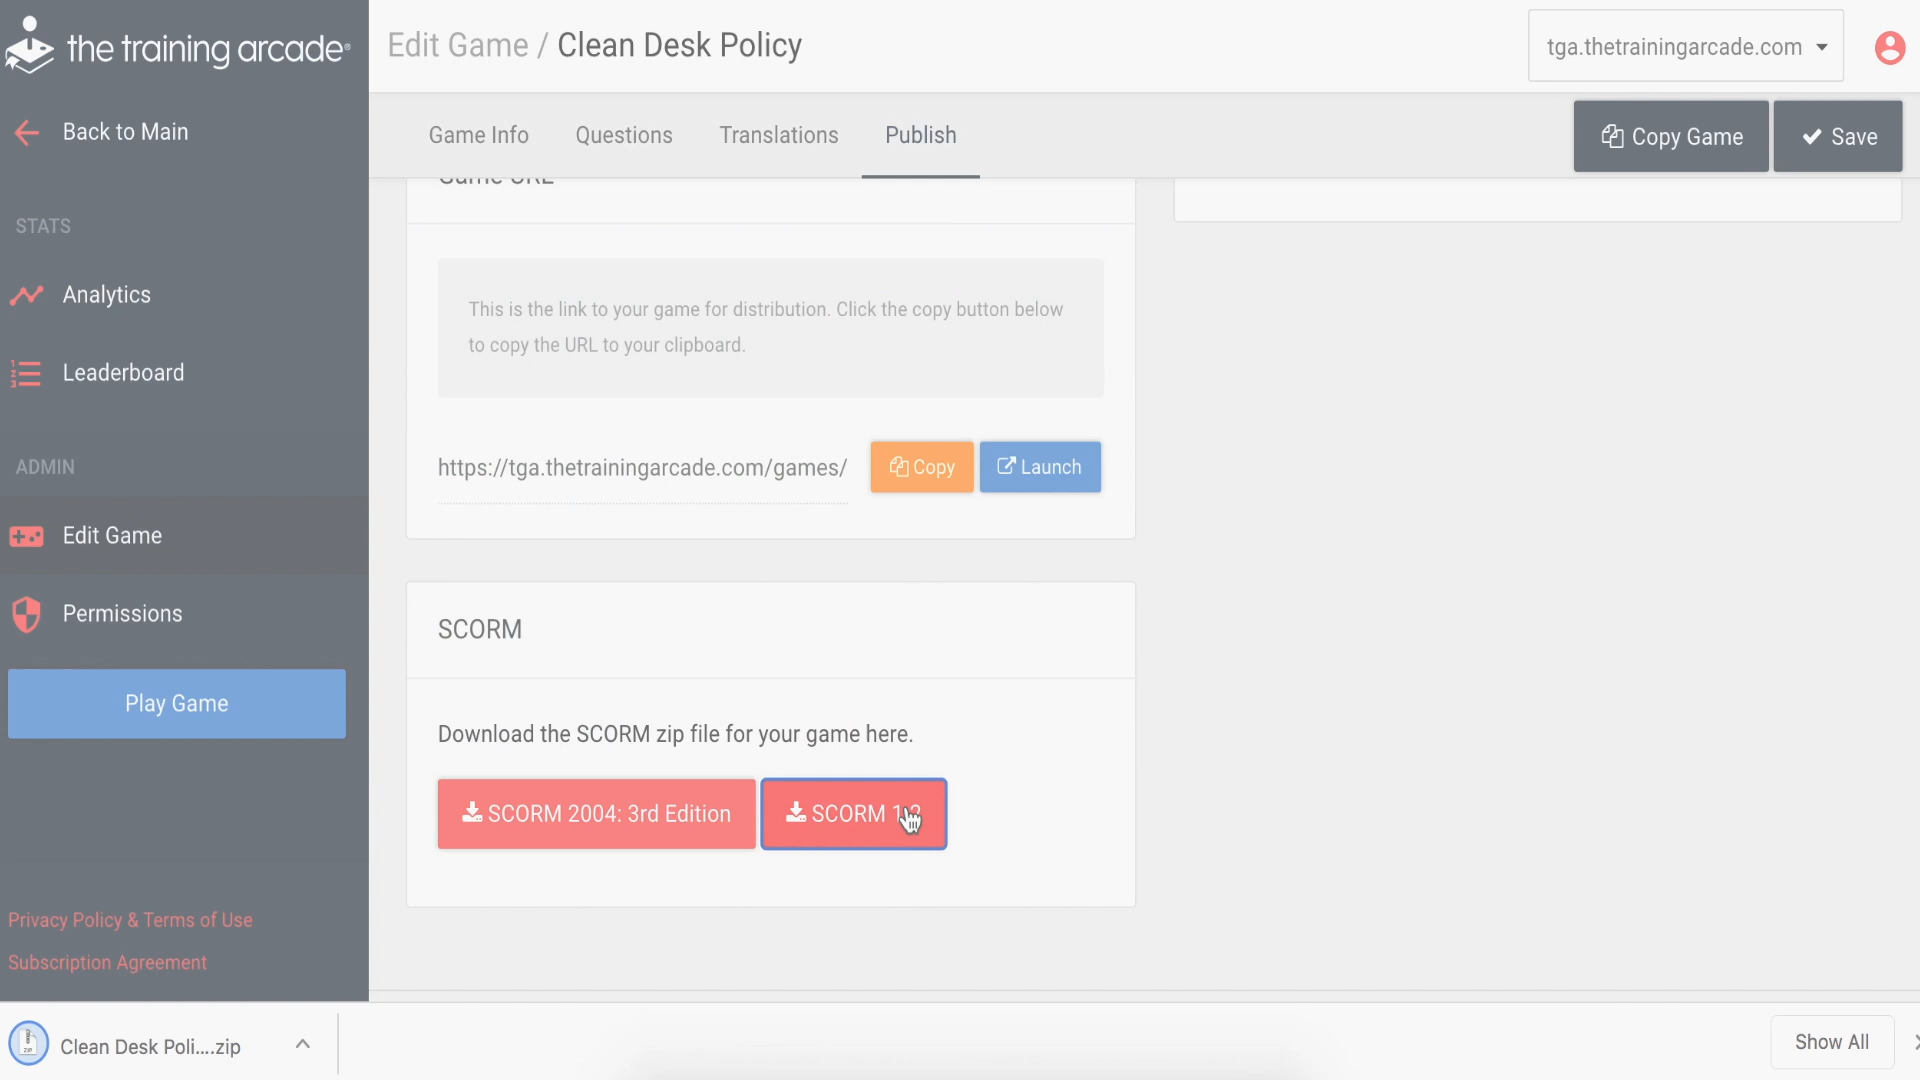 the training arcade®
Edit Game / Clean Desk Policy
tga.thetrainingarcade.com
Back to Main
Game Info
Questions
Translations
Publish
Copy Game
Save
STATS
Analytics
Leaderboard
ADMIN
Edit Game
Permissions
Play Game
Privacy Policy & Terms of Use
Subscription Agreement
Game URL
This is the link to your game for distribution. Click the copy button below
to copy the URL to your clipboard.
https://tga.thetrainingarcade.com/games/
Copy
Launch
SCORM
Download the SCORM zip file for your game here.
SCORM 2004: 3rd Edition
SCORM
Clean Desk Poli....zip
Show All